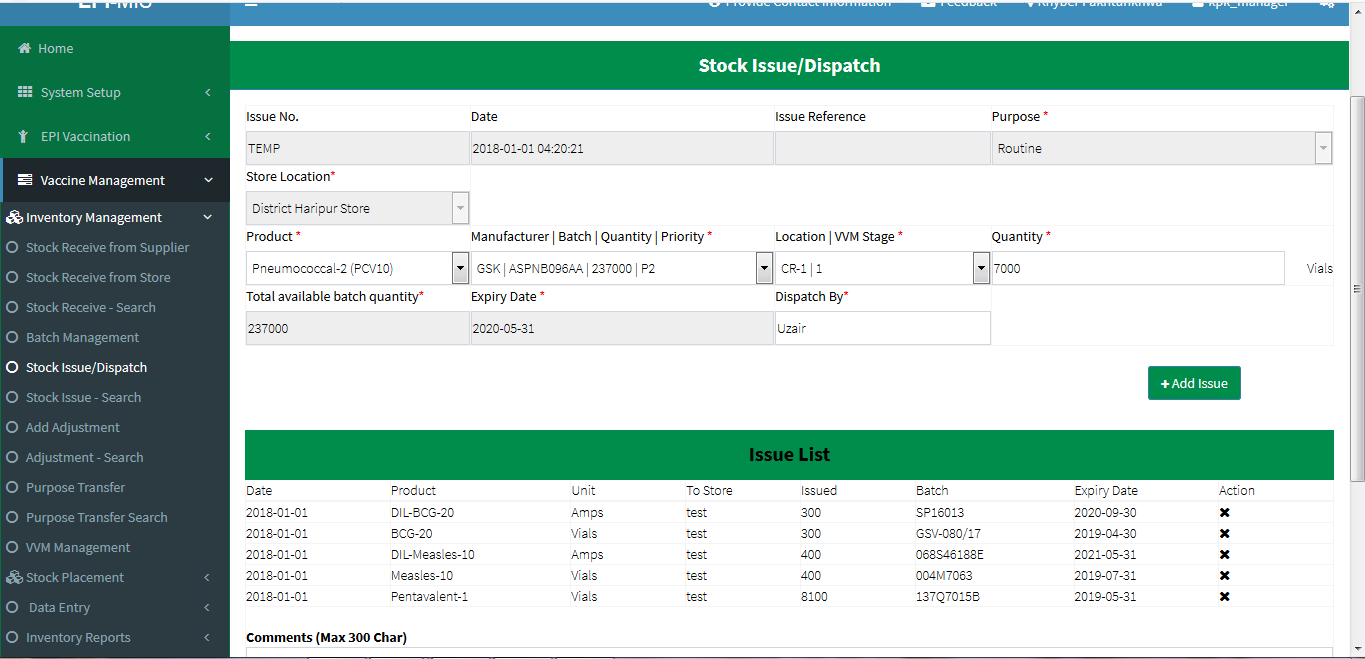 EPI-MIS
Provide Contact Information Feedback Khyber Pakhtunkhwa kpk_manager
Home
System Setup
EPI Vaccination
Vaccine Management
Inventory Management
Stock Receive from Supplier
Stock Receive from Store
Stock Receive - Search
Batch Management
Stock Issue/Dispatch
Stock Issue - Search
Add Adjustment
Adjustment - Search
Purpose Transfer
Purpose Transfer Search
VVM Management
Stock Placement
Data Entry
Inventory Reports
Stock Issue/Dispatch
Issue No. Date Issue Reference Purpose *
TEMP 2018-01-01 04:20:21 Routine
Store Location*
District Haripur Store
Product * Manufacturer | Batch | Quantity | Priority * Location | VVM Stage * Quantity *
Pneumococcal-2 (PCV10) GSK | ASPNB096AA | 237000 | P2 CR-1 | 1 7000 Vials
Total available batch quantity* Expiry Date * Dispatch By*
237000 2020-05-31 Uzair
+ Add Issue
Issue List
Date Product Unit To Store Issued Batch Expiry Date Action
2018-01-01 DIL-BCG-20 Amps test 300 SP16013 2020-09-30
2018-01-01 BCG-20 Vials test 300 GSV-080/17 2019-04-30
2018-01-01 DIL-Measles-10 Amps test 400 068S46188E 2021-05-31
2018-01-01 Measles-10 Vials test 400 004M7063 2019-07-31
2018-01-01 Pentavalent-1 Vials test 8100 137Q7015B 2019-05-31
Comments (Max 300 Char)